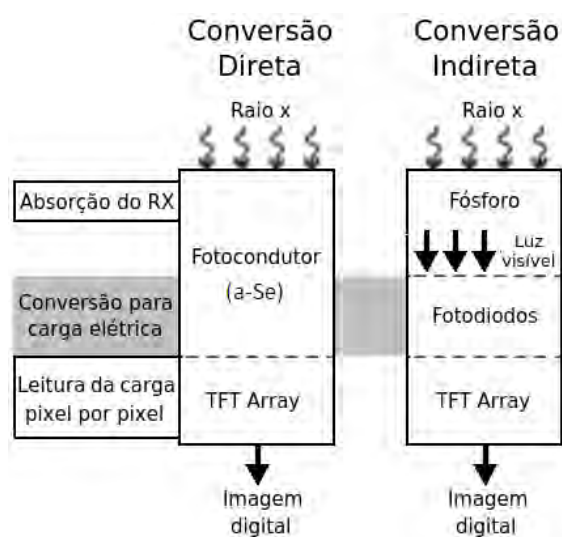 Conversão
Direta
Raio x
Conversão
Indireta
Raio x
Absorção do RX
Conversão para
carga elétrica
Leitura da carga
pixel por pixel
Fotocondutor
(a-Se)
TFT Array
Imagem
digital
Fósforo
Luz
visível
Fotodiodos
TFT Array
Imagem
digital